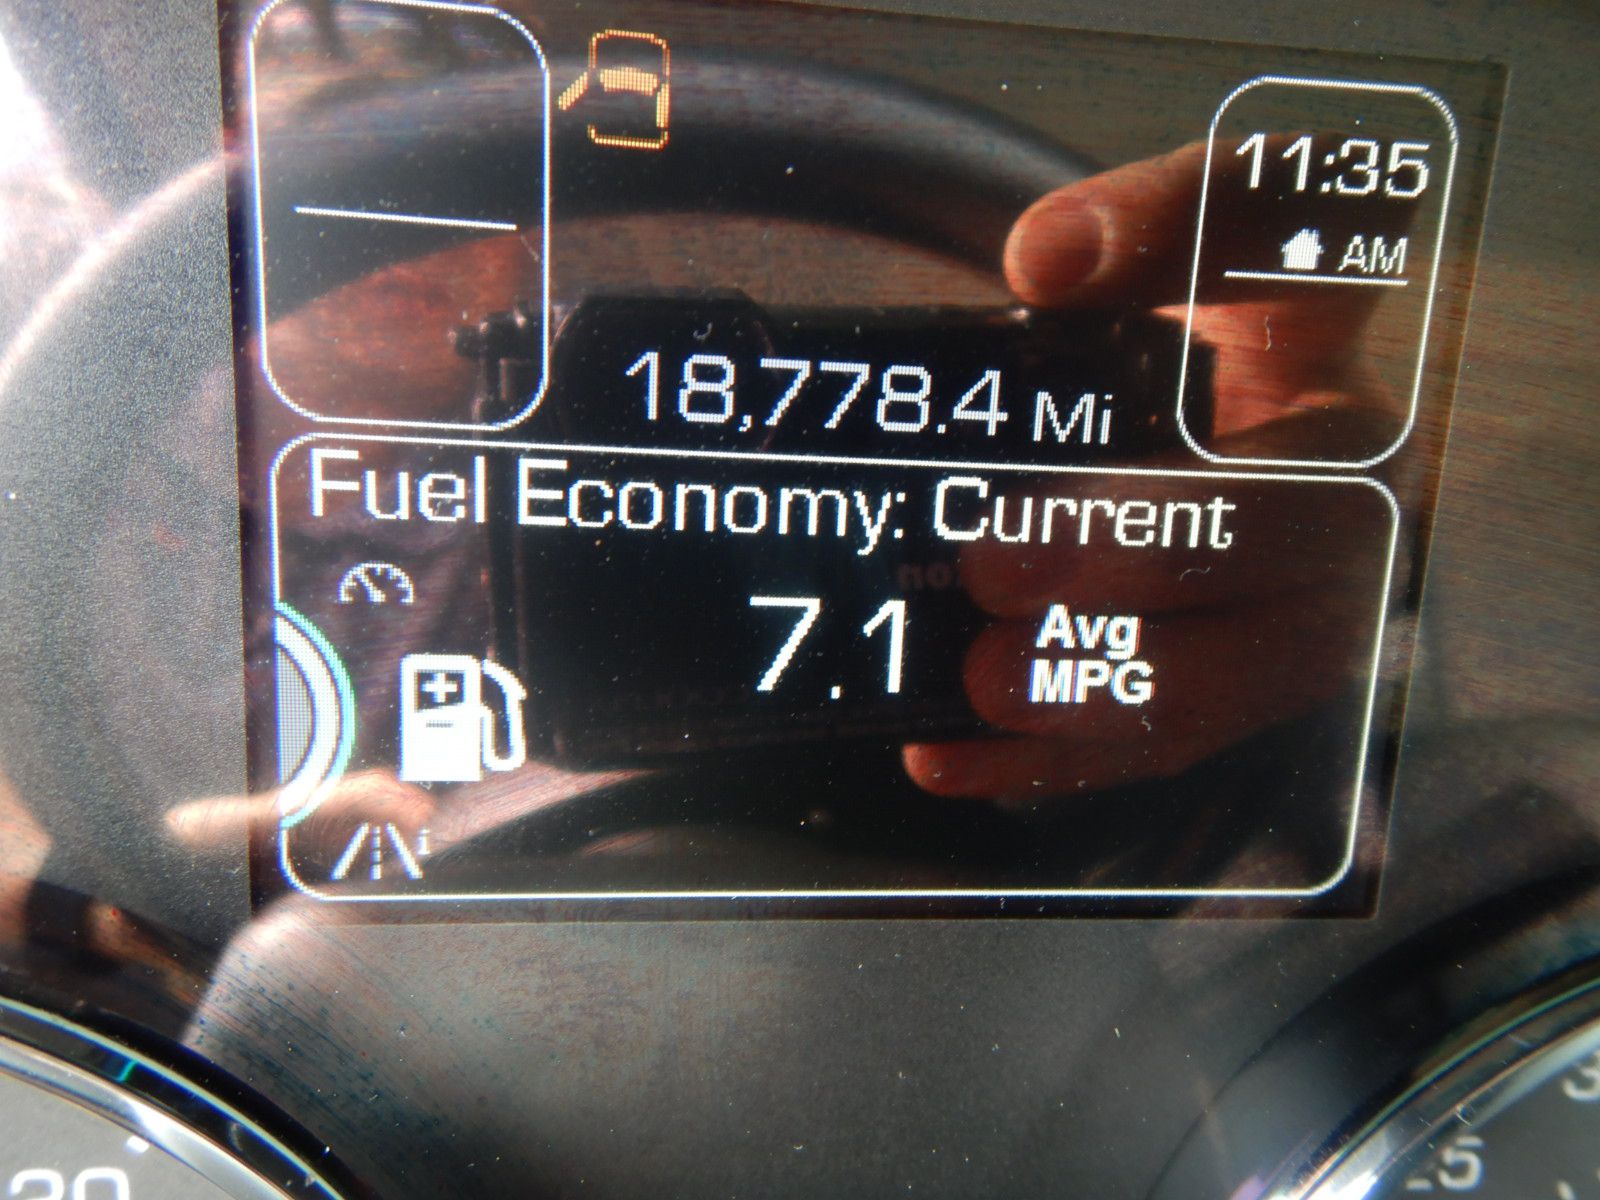 11:35
AM
18,778.4 Mi
Fuel Economy: Current
7.1 Avg
MPG
i